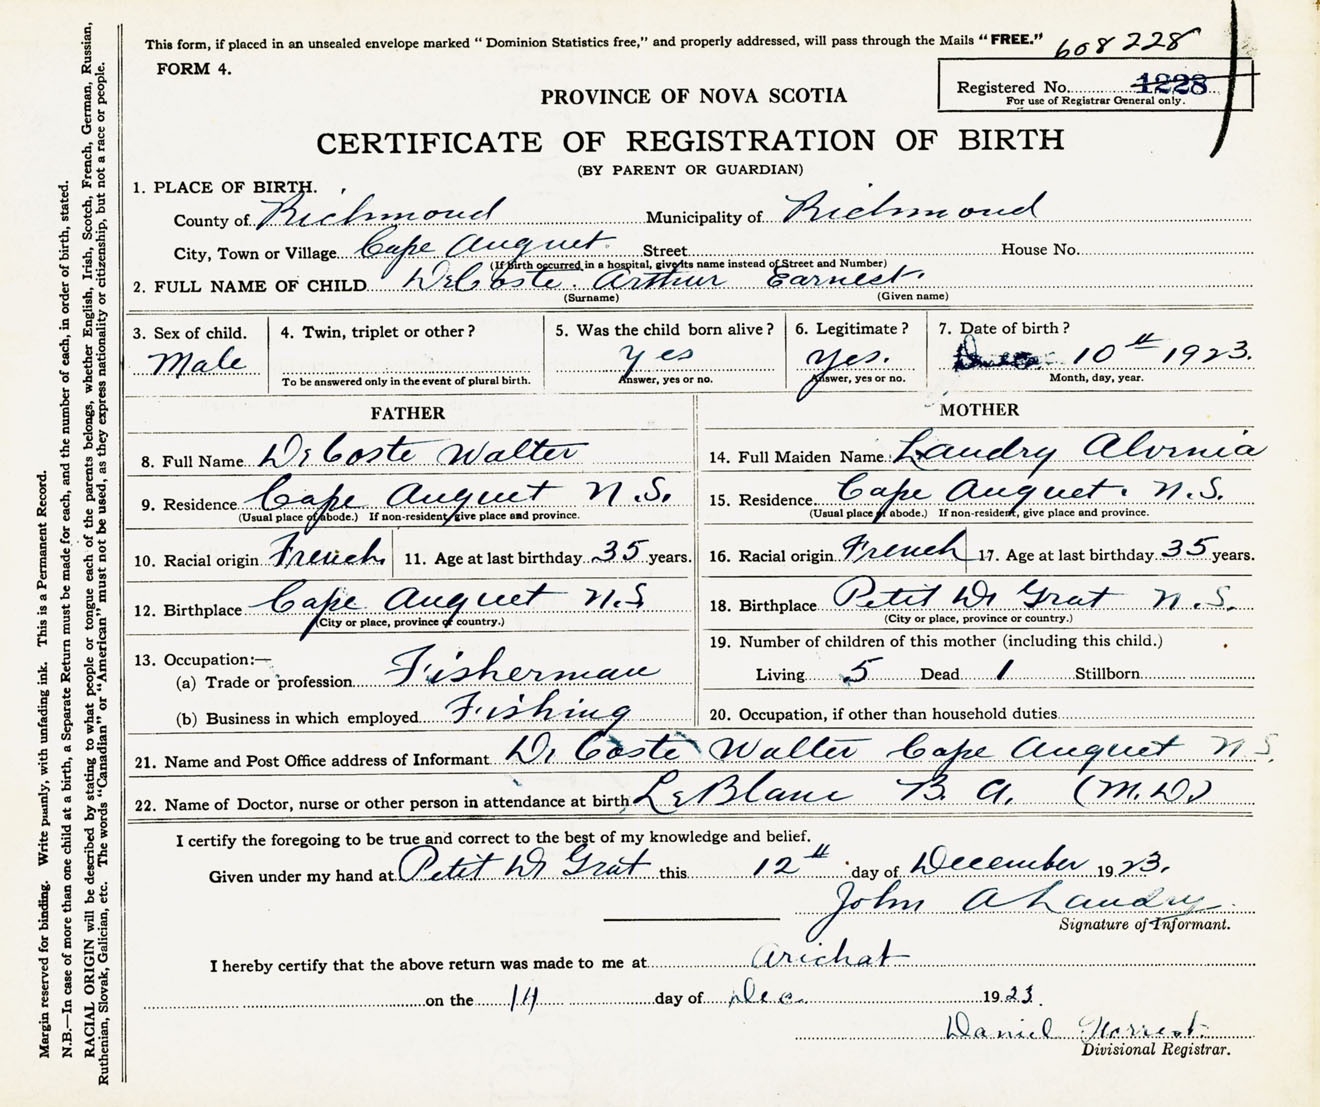 This form, if placed in an unsealed envelope marked " Dominion Statistics free," and properly addressed, will pass through the Mails "FREE."
608 228
FORM 4.
Registered No. 1228
For use of Registrar General only.
PROVINCE OF NOVA SCOTIA
CERTIFICATE OF REGISTRATION OF BIRTH
(BY PARENT OR GUARDIAN)
1. PLACE OF BIRTH.
County of Richmond Municipality of Richmond
City, Town or Village Cape Auguet Street House No.
(If birth occurred in a hospital, give its name instead of Street and Number)
2. FULL NAME OF CHILD DeCoste. Arthur Earnest.
(Surname) (Given name)
3. Sex of child. 4. Twin, triplet or other? 5. Was the child born alive? 6. Legitimate? 7. Date of birth?
Male yes yes. 10th 1923.
To be answered only in the event of plural birth. Answer, yes or no. Answer, yes or no. Month, day, year.
FATHER MOTHER
8. Full Name DeCoste Walter 14. Full Maiden Name. Landry Alvinia
9. Residence Cape Auguet N.S. 15. Residence Cape Auguet. N.S.
(Usual place of abode.) If non-resident, give place and province. (Usual place of abode.) If non-resident, give place and province.
10. Racial origin French 11. Age at last birthday 35 years. 16. Racial origin French 17. Age at last birthday 35 years.
12. Birthplace Cape Auguet N.S 18. Birthplace Petit De Grat N.S.
(City or place, province or country.) (City or place, province or country.)
13. Occupation:—
19. Number of children of this mother (including this child.)
(a) Trade or profession Fisherman Living 5 Dead 1 Stillborn
(b) Business in which employed Fishing 20. Occupation, if other than household duties
21. Name and Post Office address of Informant De Coste Walter Cape Auguet N S.
22. Name of Doctor, nurse or other person in attendance at birth LeBlanc B. A. (M.D.)
I certify the foregoing to be true and correct to the best of my knowledge and belief.
Given under my hand at Petit De Grat this 12th day of December 1923.
John A Landry
Signature of Informant.
I hereby certify that the above return was made to me at Arichat
on the 14 day of Dec. 1923.
Daniel
Divisional Registrar.
Margin reserved for binding. Write plainly, with unfading ink. This is a Permanent Record.
N.B.—In case of more than one child at a birth, a Separate Return must be made for each, and the number of each, in order of birth, stated.
RACIAL ORIGIN will be described by stating to what people or tongue each of the parents belongs, whether English, Irish, Scotch, French, German, Russian,
Ruthenian, Slovak, Galician, etc. The words "Canadian" or "American" must not be used, as they express nationality or citizenship, but not a race or people.